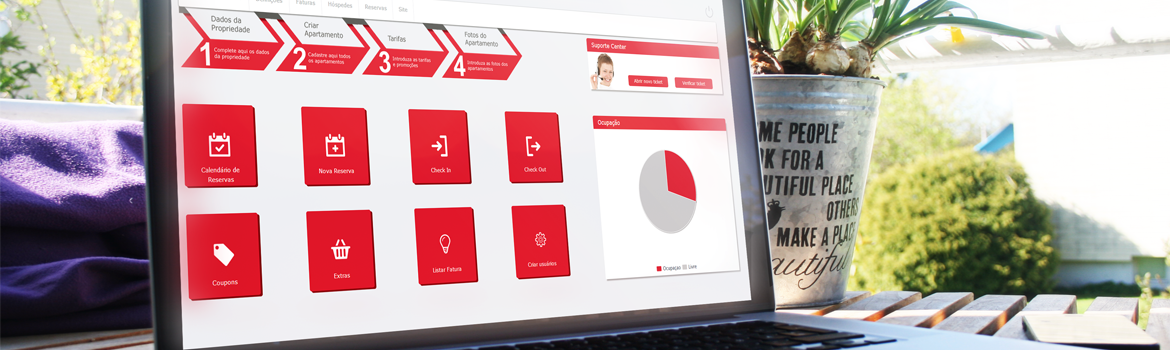 Faturas
Hóspedes
Reservas
Site
Dados da
Propriedade
1
Complete aqui os dados
da propriedade
Criar
Apartamento
2
Cadastre aqui todos
os apartamentos
Tarifas
3
Introduza as tarifas
e promoções
Fotos do
Apartamento
4
Introduza as fotos dos
apartamentos
Suporte Center
Abrir novo ticket
Verificar ticket
Calendário de
Reservas
Nova Reserva
Check In
Check Out
Coupons
Extras
Listar Fatura
Criar usuários
Ocupação
Ocupaçao
Livre
ME PEOPLE
K FOR A
UTIFUL PLACE
OTHERS
MAKE A PLAC
autiful